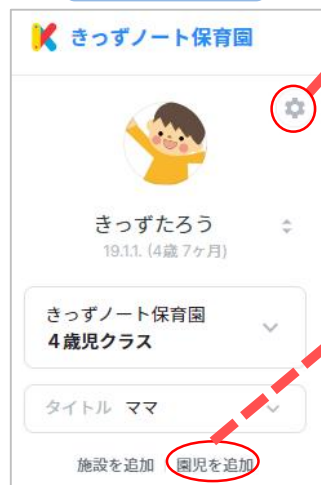 きっずノート保育園
きっずたろう
19.1.1. (4歳 7ヶ月)
きっずノート保育園
4歳児クラス
タイトル ママ
施設を追加 園児を追加